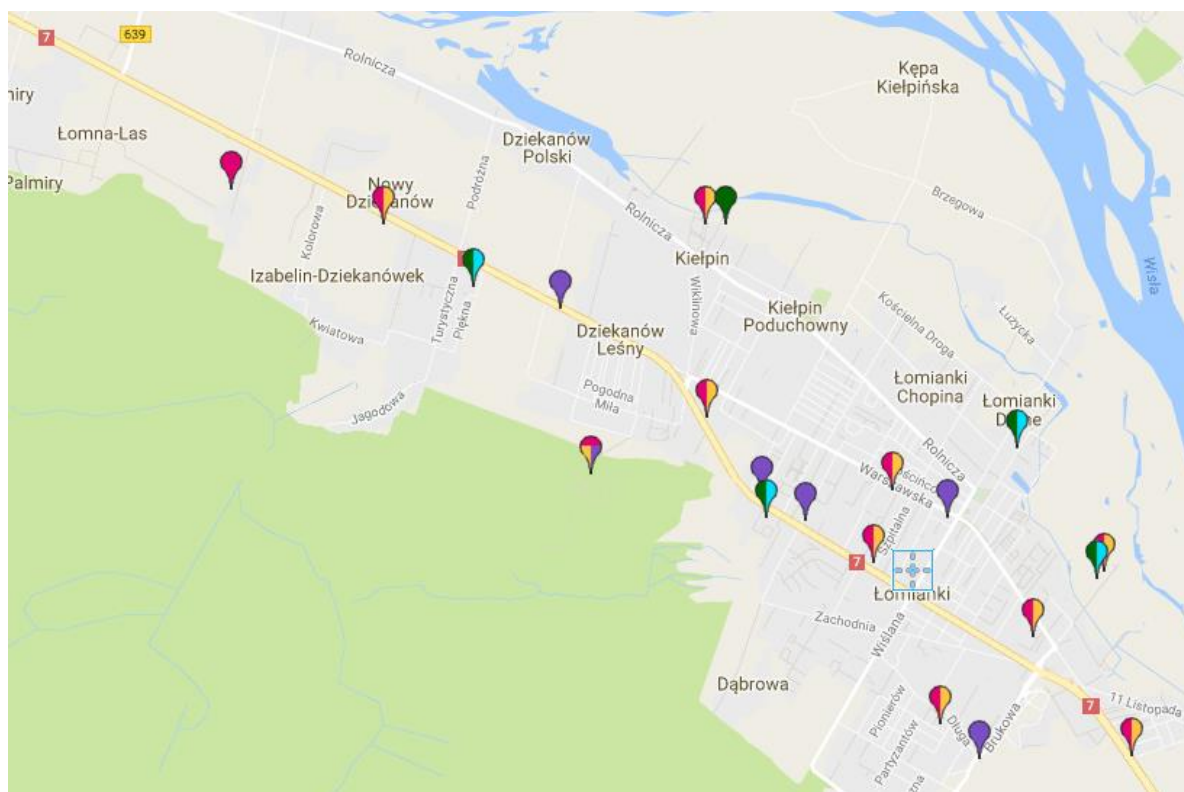 7
639
Rolnicza
Kępa
Kiełpińska
miry
Łomna-Las
Dziekanów
Polski
Palmiry
Nowy
Dziekanów
Podróżna
Brzegowa
Kolorowa
Rolnicza
Kiełpin
Wisła
Izabelin-Dziekanówek
Wiklinowa
Turystyczna
Piękna
Kiełpin
Poduchowny
Kościelna Droga
Łużycka
Kwiatowa
Dziekanów
Leśny
Pogodna
Miła
Jagodowa
Łomianki
Chopina
Łomianki
Rolnicza
Warszawska
Szpitalna
7
Łomianki
Zachodnia
Wiślana
Dąbrowa
Pionierów
Partyzantów
Długa
Brukowa
7
11 Listopada